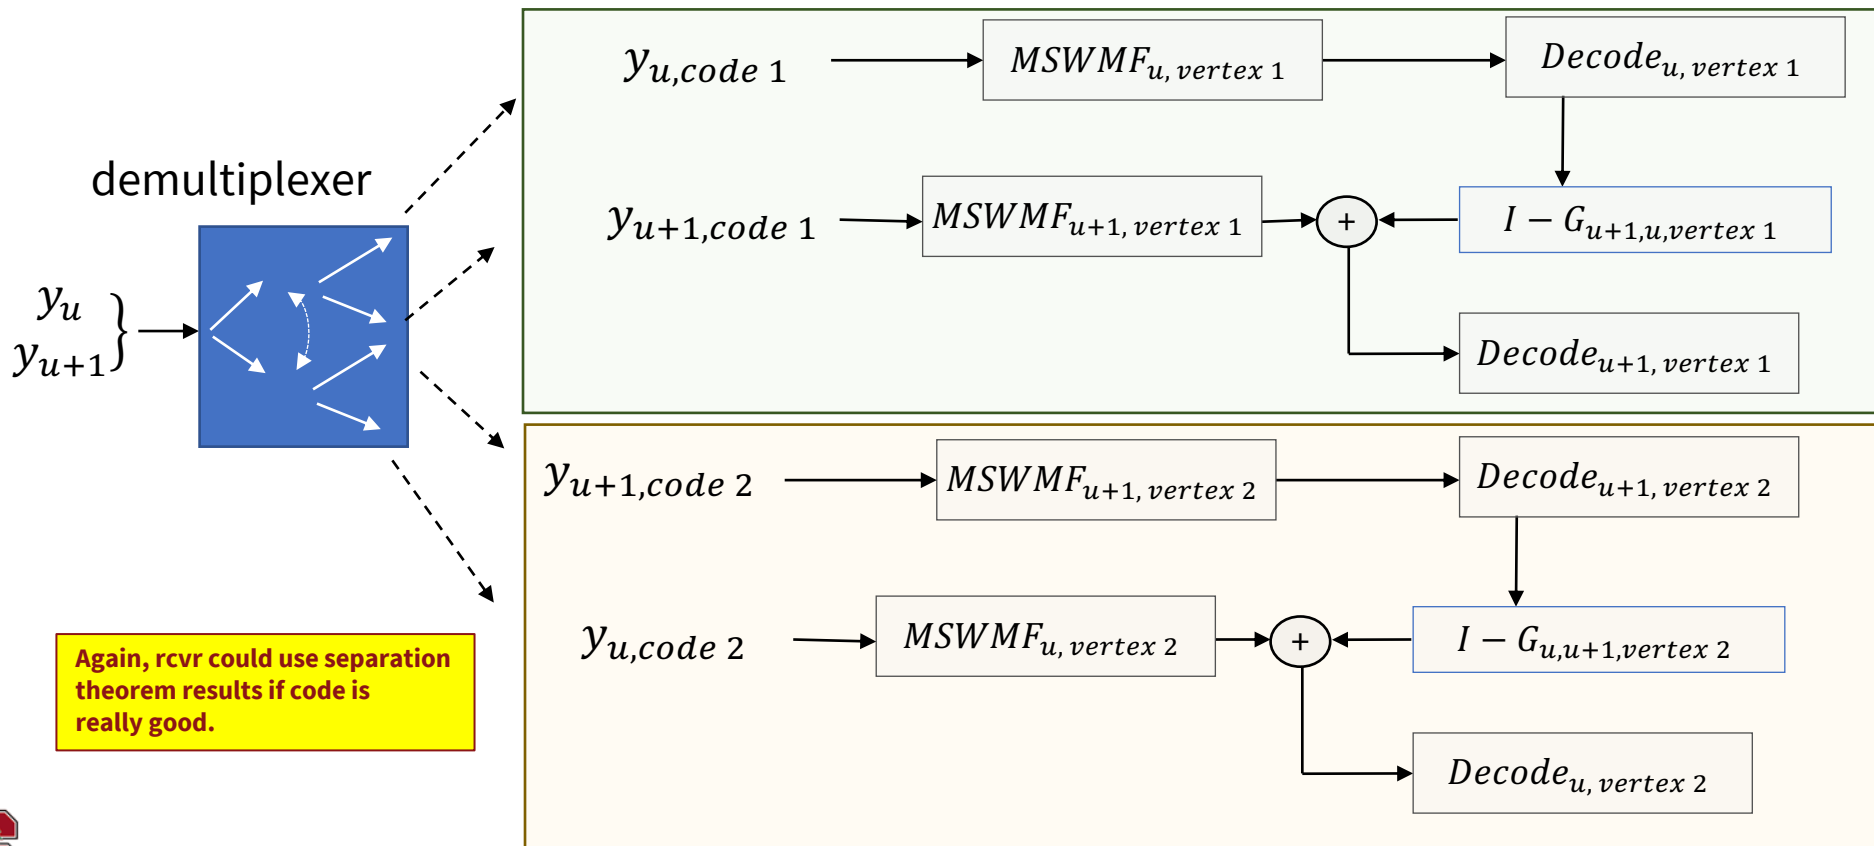 y_{u,code 1}
MSWMF_{u, vertex 1}
Decode_{u, vertex 1}
demultiplexer
y_{u+1,code 1}
MSWMF_{u+1, vertex 1}
+
I − G_{u+1,u,vertex 1}
y_u
y_{u+1}
}
Decode_{u+1, vertex 1}
y_{u+1,code 2}
MSWMF_{u+1, vertex 2}
Decode_{u+1, vertex 2}
y_{u,code 2}
MSWMF_{u, vertex 2}
+
I − G_{u,u+1,vertex 2}
Again, rcvr could use separation
theorem results if code is
really good.
Decode_{u, vertex 2}